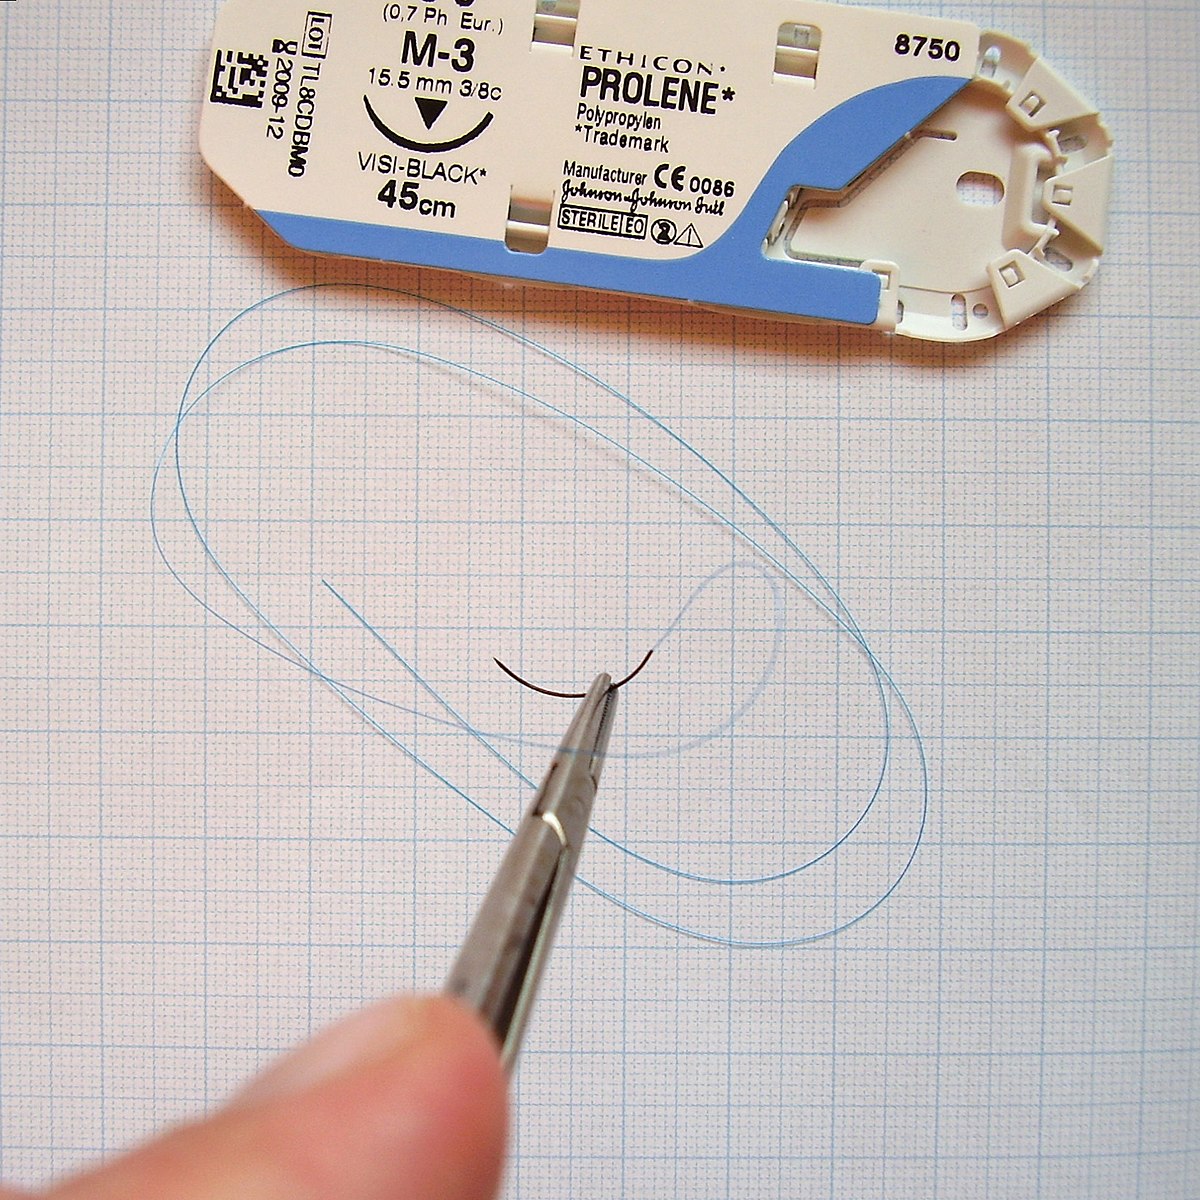 (0,7 Ph Eur.)
M-3
15.5 mm 3/8c
VISI-BLACK*
45cm
LOT TL8CDBM0
2009-12
ETHICON*
PROLENE*
Polypropylen
*Trademark
Manufacturer CE 0086
Johnson-Johnson Intl
STERILE EO 2
8750